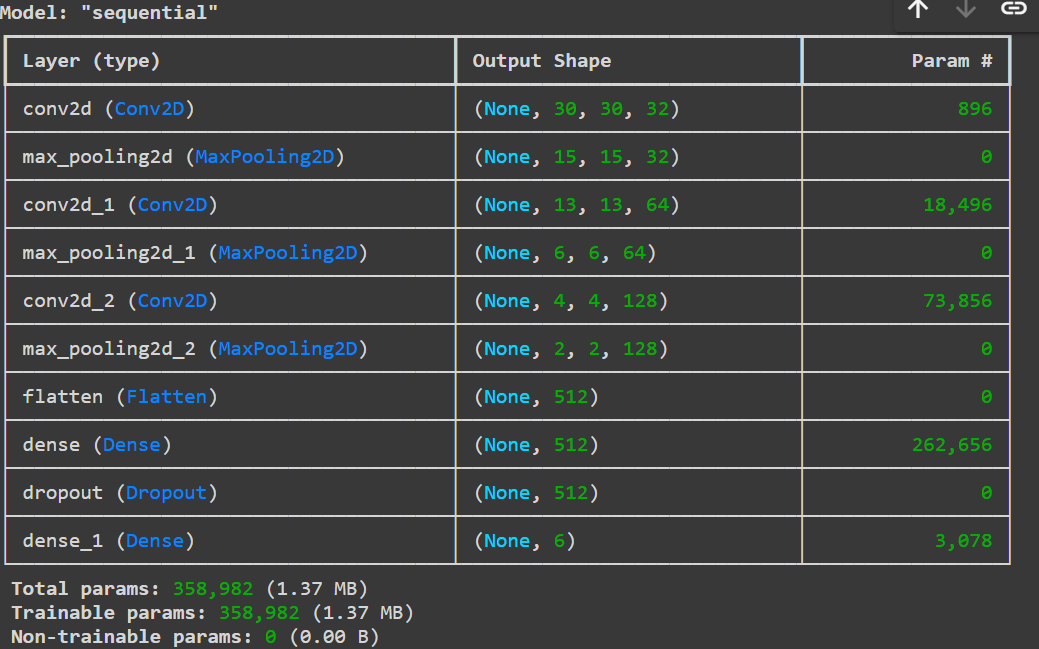 Model: "sequential"
Layer (type) Output Shape Param #
conv2d (Conv2D) (None, 30, 30, 32) 896
max_pooling2d (MaxPooling2D) (None, 15, 15, 32) 0
conv2d_1 (Conv2D) (None, 13, 13, 64) 18,496
max_pooling2d_1 (MaxPooling2D) (None, 6, 6, 64) 0
conv2d_2 (Conv2D) (None, 4, 4, 128) 73,856
max_pooling2d_2 (MaxPooling2D) (None, 2, 2, 128) 0
flatten (Flatten) (None, 512) 0
dense (Dense) (None, 512) 262,656
dropout (Dropout) (None, 512) 0
dense_1 (Dense) (None, 6) 3,078
Total params: 358,982 (1.37 MB)
Trainable params: 358,982 (1.37 MB)
Non-trainable params: 0 (0.00 B)